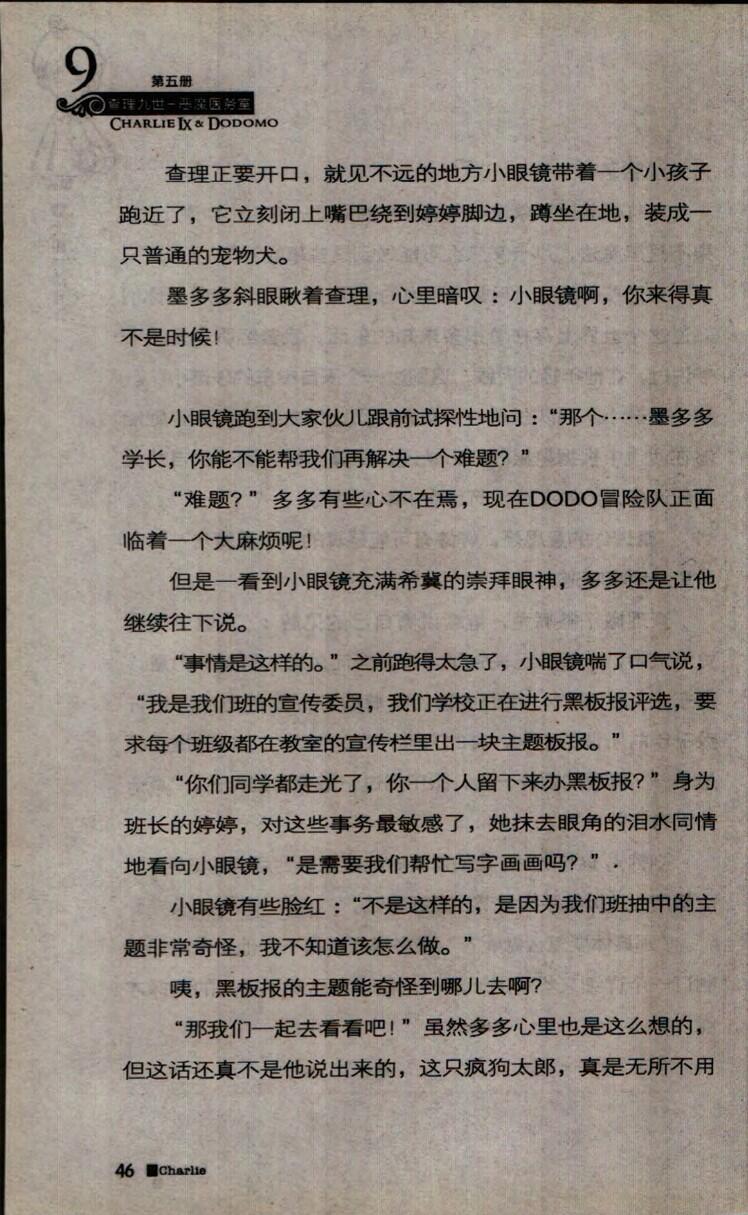 9
第五册
查理九世-恶魔医务室
CHARLIE IX & DODOMO
查理正要开口，就见不远的地方小眼镜带着一个小孩子
跑近了，它立刻闭上嘴巴绕到婷婷脚边，蹲坐在地，装成一
只普通的宠物犬。
墨多多斜眼瞅着查理，心里暗叹：小眼镜啊，你来得真
不是时候！
小眼镜跑到大家伙儿跟前试探性地问：“那个……墨多多
学长，你能不能帮我们再解决一个难题？”
“难题？”多多有些心不在焉，现在DODO冒险队正面
临着一个大麻烦呢！
但是一看到小眼镜充满希冀的崇拜眼神，多多还是让他
继续往下说。
“事情是这样的。”之前跑得太急了，小眼镜喘了口气说，
“我是我们班的宣传委员，我们学校正在进行黑板报评选，要
求每个班级都在教室的宣传栏里出一块主题板报。”
“你们同学都走光了，你一个人留下来办黑板报？”身为
班长的婷婷，对这些事务最敏感了，她抹去眼角的泪水同情
地看向小眼镜，“是需要我们帮忙写字画画吗？”.
小眼镜有些脸红：“不是这样的，是因为我们班抽中的主
题非常奇怪，我不知道该怎么做。”
咦，黑板报的主题能奇怪到哪儿去啊？
“那我们一起去看看吧！”虽然多多心里也是这么想的，
但这话还真不是他说出来的，这只疯狗太郎，真是无所不用
46 ■Charlie